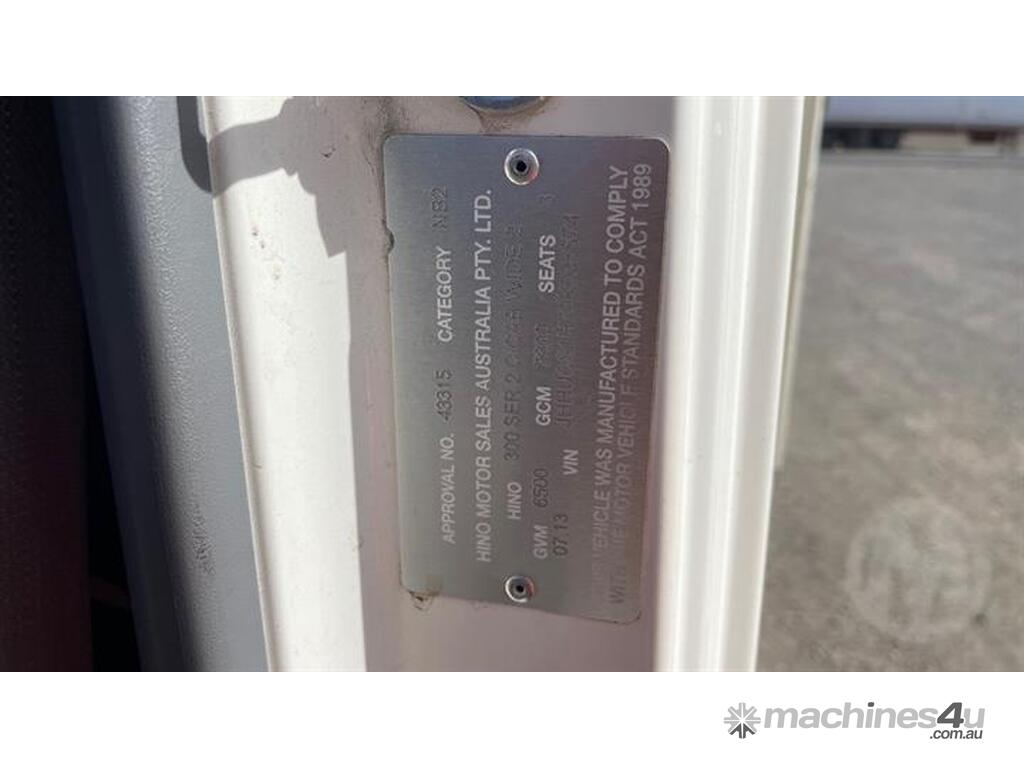 APPROVAL NO. 43315 CATEGORY NB2
HINO MOTOR SALES AUSTRALIA PTY. LTD.
HINO 300 SER 2 C CAB WIDE
GVM 6500 GCM SEATS 3
07 13 VIN
THIS VEHICLE WAS MANUFACTURED TO COMPLY
WITH THE MOTOR VEHICLE STANDARDS ACT 1989
machines4u
.com.au